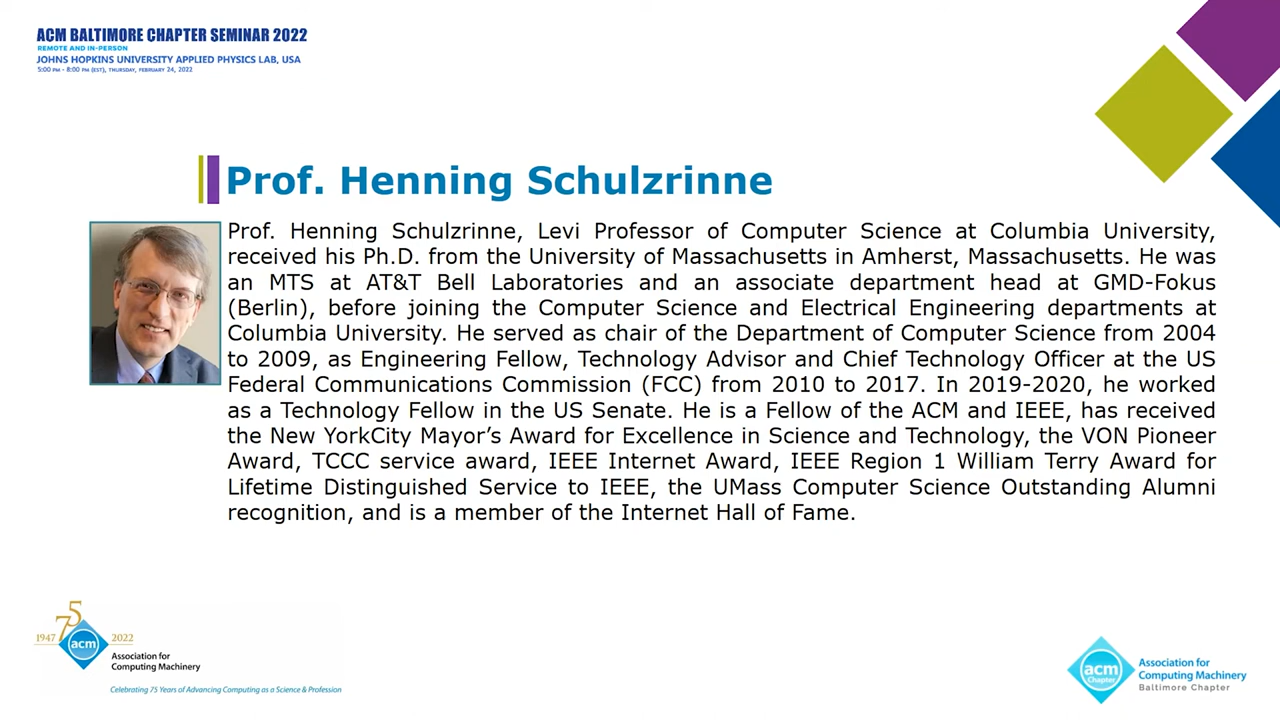 ACM BALTIMORE CHAPTER SEMINAR 2022
REMOTE AND IN-PERSON
JOHNS HOPKINS UNIVERSITY APPLIED PHYSICS LAB, USA
5:00 PM - 8:00 PM (EST), THURSDAY, FEBRUARY 24, 2022
Prof. Henning Schulzrinne
Prof. Henning Schulzrinne, Levi Professor of Computer Science at Columbia University,
received his Ph.D. from the University of Massachusetts in Amherst, Massachusetts. He was
an MTS at AT&T Bell Laboratories and an associate department head at GMD-Fokus
(Berlin), before joining the Computer Science and Electrical Engineering departments at
Columbia University. He served as chair of the Department of Computer Science from 2004
to 2009, as Engineering Fellow, Technology Advisor and Chief Technology Officer at the US
Federal Communications Commission (FCC) from 2010 to 2017. In 2019-2020, he worked
as a Technology Fellow in the US Senate. He is a Fellow of the ACM and IEEE, has received
the New YorkCity Mayor’s Award for Excellence in Science and Technology, the VON Pioneer
Award, TCCC service award, IEEE Internet Award, IEEE Region 1 William Terry Award for
Lifetime Distinguished Service to IEEE, the UMass Computer Science Outstanding Alumni
recognition, and is a member of the Internet Hall of Fame.
75
1947 acm 2022
Association for
Computing Machinery
Celebrating 75 Years of Advancing Computing as a Science & Profession
acm
Chapter
Association for
Computing Machinery
Baltimore Chapter